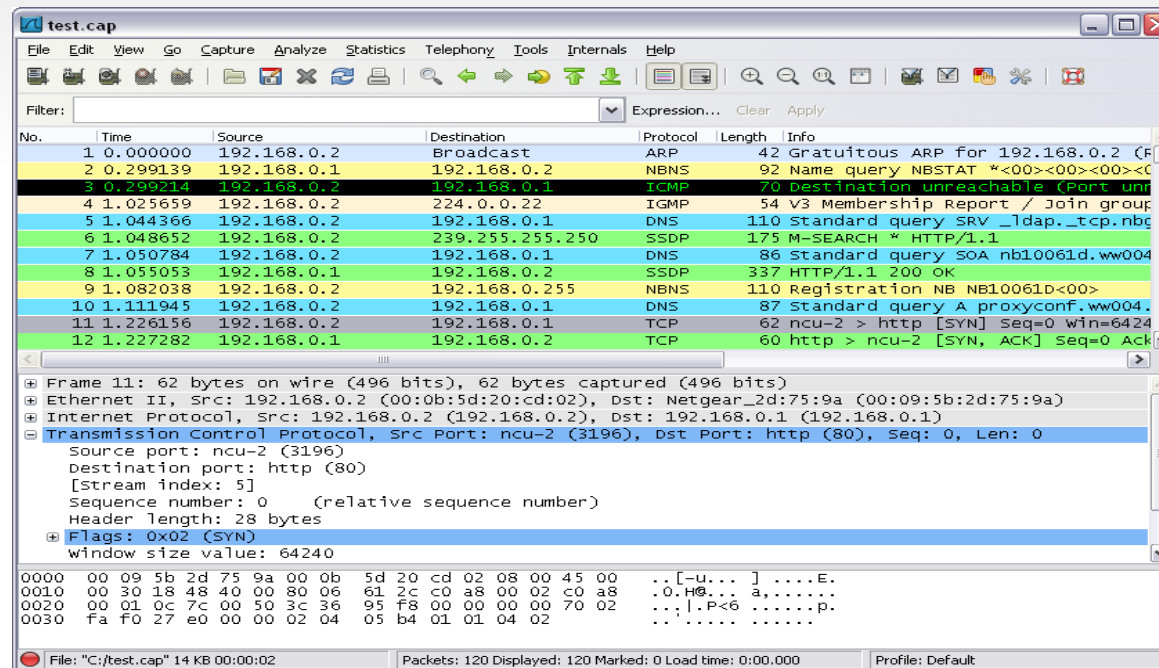 test.cap
File Edit View Go Capture Analyze Statistics Telephony Tools Internals Help
Filter: Expression... Clear Apply
No. Time Source Destination Protocol Length Info
1 0.000000 192.168.0.2 Broadcast ARP 42 Gratuitous ARP for 192.168.0.2 (R
2 0.299139 192.168.0.1 192.168.0.2 NBNS 92 Name query NBSTAT *<00><00><00><0
3 0.299214 192.168.0.2 192.168.0.1 ICMP 70 Destination unreachable (Port unr
4 1.025659 192.168.0.2 224.0.0.22 IGMP 54 V3 Membership Report / Join group
5 1.044366 192.168.0.2 192.168.0.1 DNS 110 Standard query SRV _ldap._tcp.nbg
6 1.048652 192.168.0.2 239.255.255.250 SSDP 175 M-SEARCH * HTTP/1.1
7 1.050784 192.168.0.2 192.168.0.1 DNS 86 Standard query SOA nb10061d.ww004
8 1.055053 192.168.0.1 192.168.0.2 SSDP 337 HTTP/1.1 200 OK
9 1.082038 192.168.0.2 192.168.0.255 NBNS 110 Registration NB NB10061D<00>
10 1.111945 192.168.0.2 192.168.0.1 DNS 87 Standard query A proxyconf.ww004.
11 1.226156 192.168.0.2 192.168.0.1 TCP 62 ncu-2 > http [SYN] Seq=0 Win=6424
12 1.227282 192.168.0.1 192.168.0.2 TCP 60 http > ncu-2 [SYN, ACK] Seq=0 Ack
Frame 11: 62 bytes on wire (496 bits), 62 bytes captured (496 bits)
Ethernet II, Src: 192.168.0.2 (00:0b:5d:20:cd:02), Dst: Netgear_2d:75:9a (00:09:5b:2d:75:9a)
Internet Protocol, Src: 192.168.0.2 (192.168.0.2), Dst: 192.168.0.1 (192.168.0.1)
Transmission Control Protocol, Src Port: ncu-2 (3196), Dst Port: http (80), Seq: 0, Len: 0
Source port: ncu-2 (3196)
Destination port: http (80)
[Stream index: 5]
Sequence number: 0 (relative sequence number)
Header length: 28 bytes
Flags: 0x02 (SYN)
Window size value: 64240
0000 00 09 5b 2d 75 9a 00 0b 5d 20 cd 02 08 00 45 00 ..[-u... ] ....E.
0010 00 30 18 48 40 00 80 06 61 2c c0 a8 00 02 c0 a8 .0.H@... a,......
0020 00 01 0c 7c 00 50 3c 36 95 f8 00 00 00 00 70 02 ...|.P<6 ......p.
0030 fa f0 27 e0 00 00 02 04 05 b4 01 01 04 02 ..'..... ......
File: "C:/test.cap" 14 KB 00:00:02 Packets: 120 Displayed: 120 Marked: 0 Load time: 0:00.000 Profile: Default